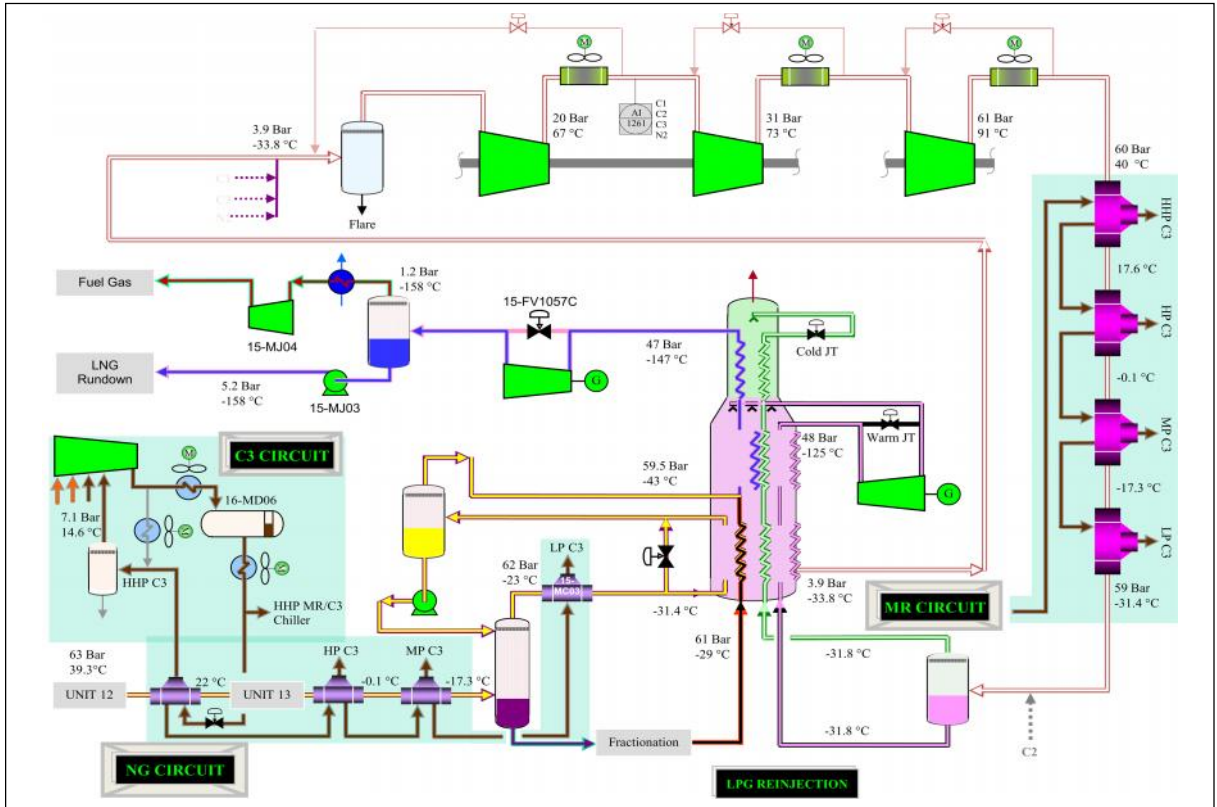 M
M
M
AI
1261
C1
C2
C3
N2
3.9 Bar
-33.8 °C
20 Bar
67 °C
31 Bar
73 °C
61 Bar
91 °C
60 Bar
40 °C
Flare
HHP C3
17.6 °C
HP C3
-0.1 °C
MP C3
-17.3 °C
LP C3
59 Bar
-31.4 °C
MR CIRCUIT
Fuel Gas
15-MJ04
1.2 Bar
-158 °C
15-FV1057C
G
47 Bar
-147 °C
Cold JT
LNG
Rundown
5.2 Bar
-158 °C
15-MJ03
48 Bar
-125 °C
Warm JT
G
C3 CIRCUIT
M
16-MD06
7.1 Bar
14.6 °C
HHP C3
HHP MR/C3
Chiller
59.5 Bar
-43 °C
LP C3
62 Bar
-23 °C
15-
MC03
-31.4 °C
3.9 Bar
-33.8 °C
61 Bar
-29 °C
-31.8 °C
-31.8 °C
C2
63 Bar
39.3°C
UNIT 12
22 °C
UNIT 13
HP C3
-0.1 °C
MP C3
-17.3 °C
Fractionation
NG CIRCUIT
LPG REINJECTION